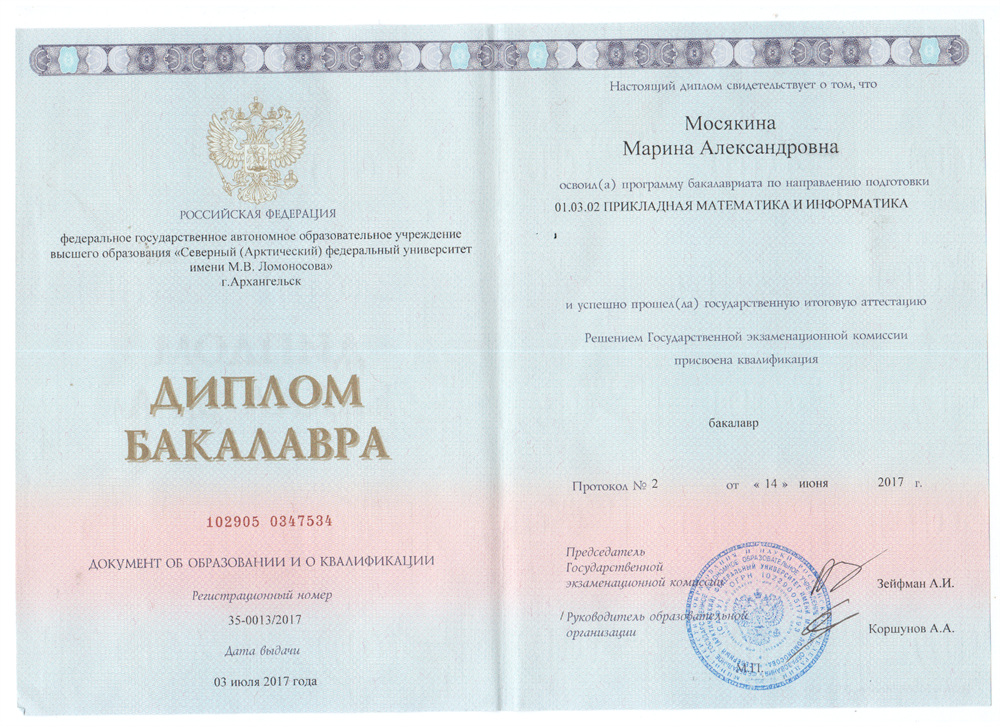 РОССИЙСКАЯ ФЕДЕРАЦИЯ
федеральное государственное автономное образовательное учреждение
высшего образования «Северный (Арктический) федеральный университет
имени М.В. Ломоносова»
г.Архангельск
ДИПЛОМ
БАКАЛАВРА
102905 0347534
ДОКУМЕНТ ОБ ОБРАЗОВАНИИ И О КВАЛИФИКАЦИИ
Регистрационный номер
35-0013/2017
Дата выдачи
03 июля 2017 года
Настоящий диплом свидетельствует о том, что
Мосякина
Марина Александровна
освоил(а) программу бакалавриата по направлению подготовки
01.03.02 ПРИКЛАДНАЯ МАТЕМАТИКА И ИНФОРМАТИКА
и успешно прошел(ла) государственную итоговую аттестацию
Решением Государственной экзаменационной комиссии
присвоена квалификация
бакалавр
Протокол № 2 от « 14 » июня 2017 г.
Председатель
Государственной
экзаменационной комиссии Зейфман А.И.
Руководитель образовательной
организации Коршунов А.А.
М.П.